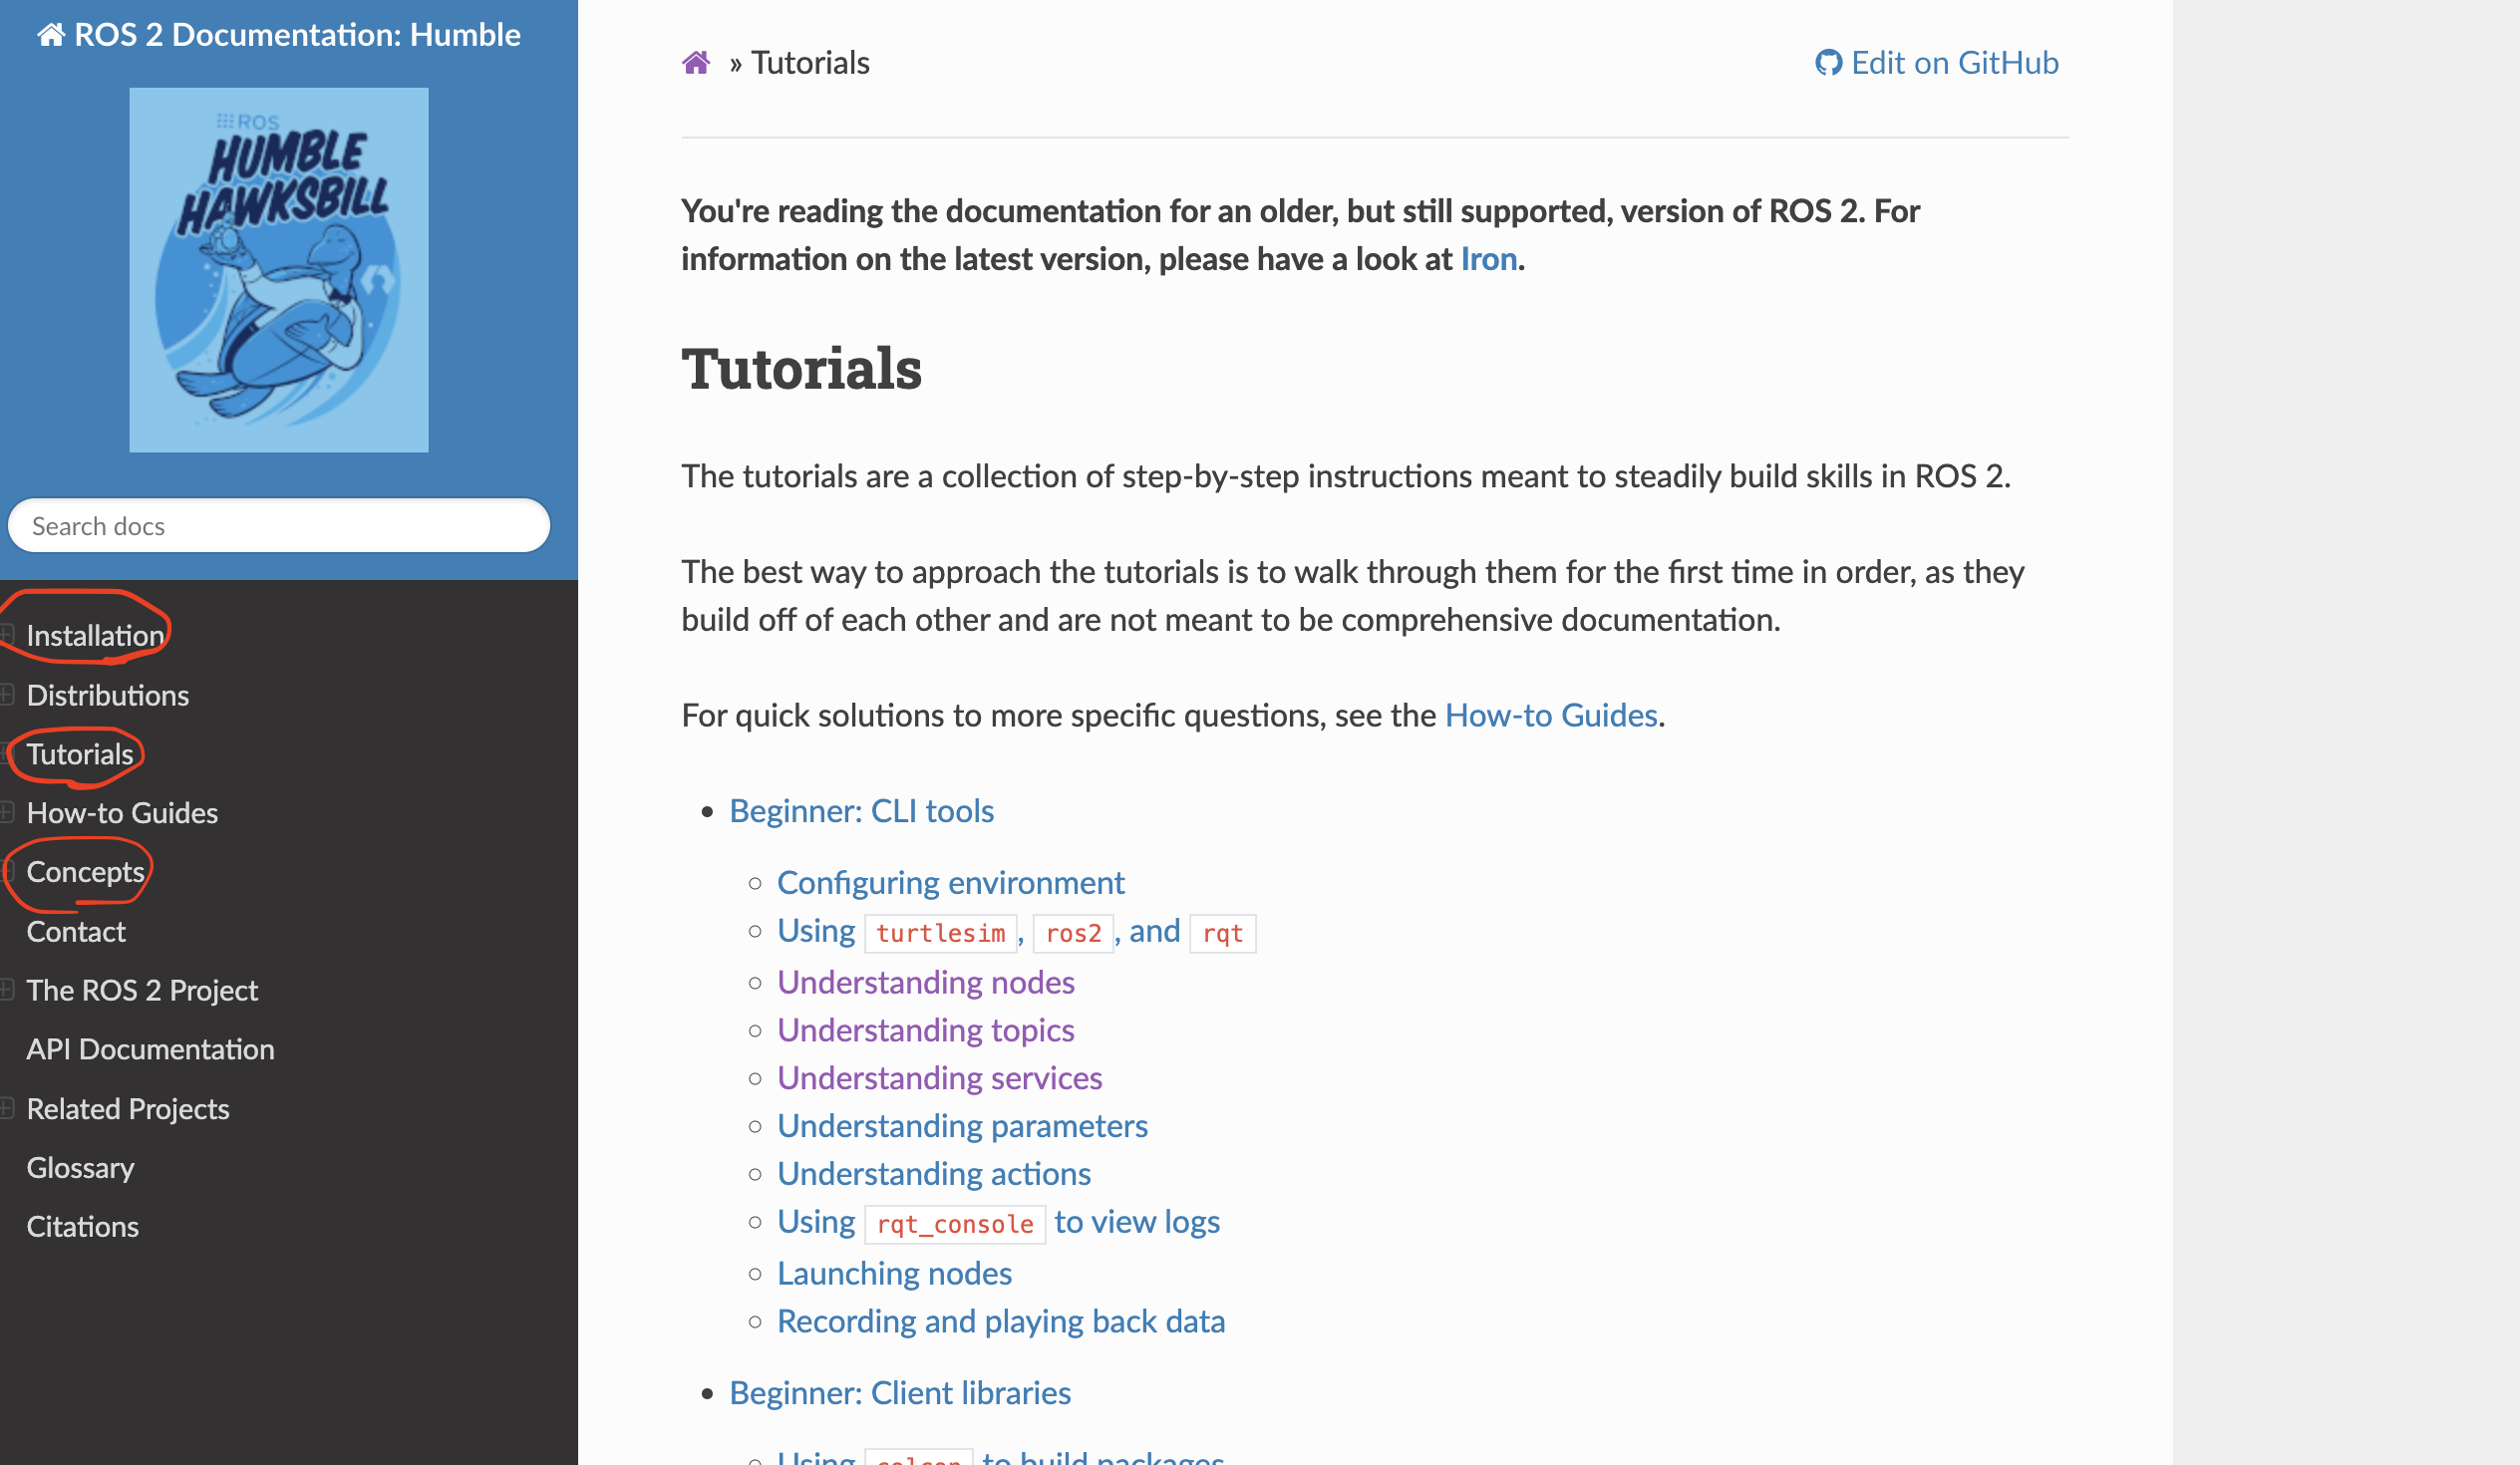 ROS 2 Documentation: Humble
ROS
HUMBLE
HAWKSBILL
Search docs
Installation
Distributions
Tutorials
How-to Guides
Concepts
Contact
The ROS 2 Project
API Documentation
Related Projects
Glossary
Citations
» Tutorials
Edit on GitHub
You're reading the documentation for an older, but still supported, version of ROS 2. For
information on the latest version, please have a look at Iron.
Tutorials
The tutorials are a collection of step-by-step instructions meant to steadily build skills in ROS 2.
The best way to approach the tutorials is to walk through them for the first time in order, as they
build off of each other and are not meant to be comprehensive documentation.
For quick solutions to more specific questions, see the How-to Guides.
Beginner: CLI tools
Configuring environment
Using turtlesim, ros2, and rqt
Understanding nodes
Understanding topics
Understanding services
Understanding parameters
Understanding actions
Using rqt_console to view logs
Launching nodes
Recording and playing back data
Beginner: Client libraries
Using colcon to build packages